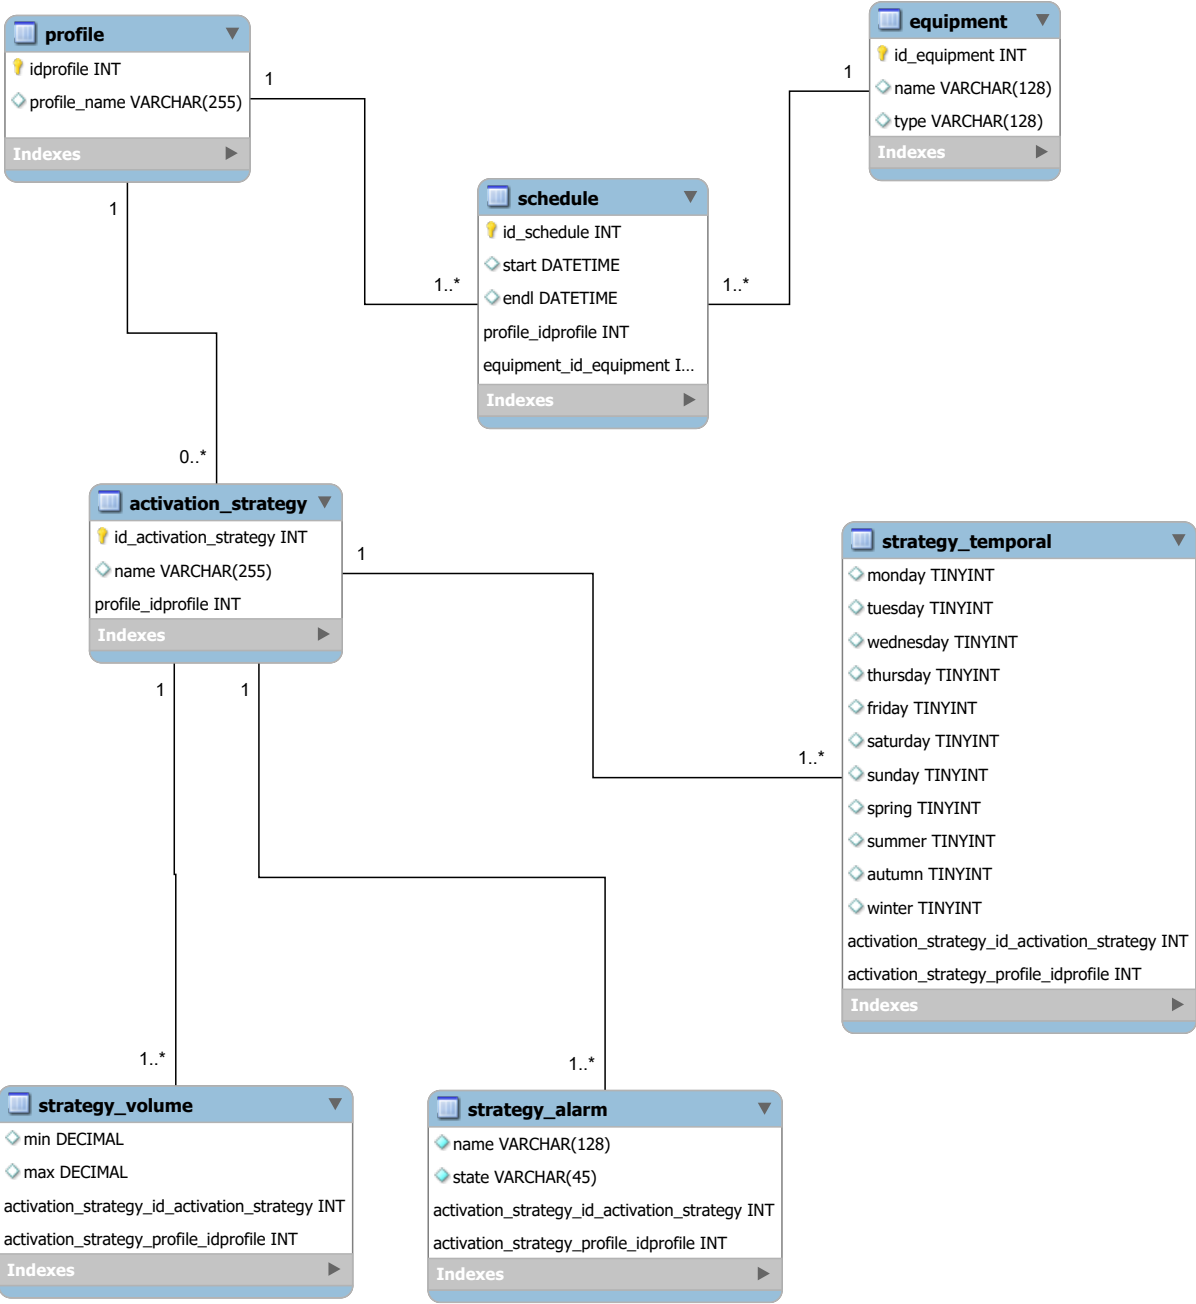 profile
idprofile INT
profile_name VARCHAR(255)
Indexes
equipment
id_equipment INT
name VARCHAR(128)
type VARCHAR(128)
Indexes
1
1
schedule
id_schedule INT
start DATETIME
endl DATETIME
profile_idprofile INT
equipment_id_equipment I...
Indexes
1..*
1..*
1
0..*
activation_strategy
id_activation_strategy INT
name VARCHAR(255)
profile_idprofile INT
Indexes
1
1
1
1..*
strategy_temporal
monday TINYINT
tuesday TINYINT
wednesday TINYINT
thursday TINYINT
friday TINYINT
saturday TINYINT
sunday TINYINT
spring TINYINT
summer TINYINT
autumn TINYINT
winter TINYINT
activation_strategy_id_activation_strategy INT
activation_strategy_profile_idprofile INT
Indexes
1..*
1..*
strategy_volume
min DECIMAL
max DECIMAL
activation_strategy_id_activation_strategy INT
activation_strategy_profile_idprofile INT
Indexes
strategy_alarm
name VARCHAR(128)
state VARCHAR(45)
activation_strategy_id_activation_strategy INT
activation_strategy_profile_idprofile INT
Indexes